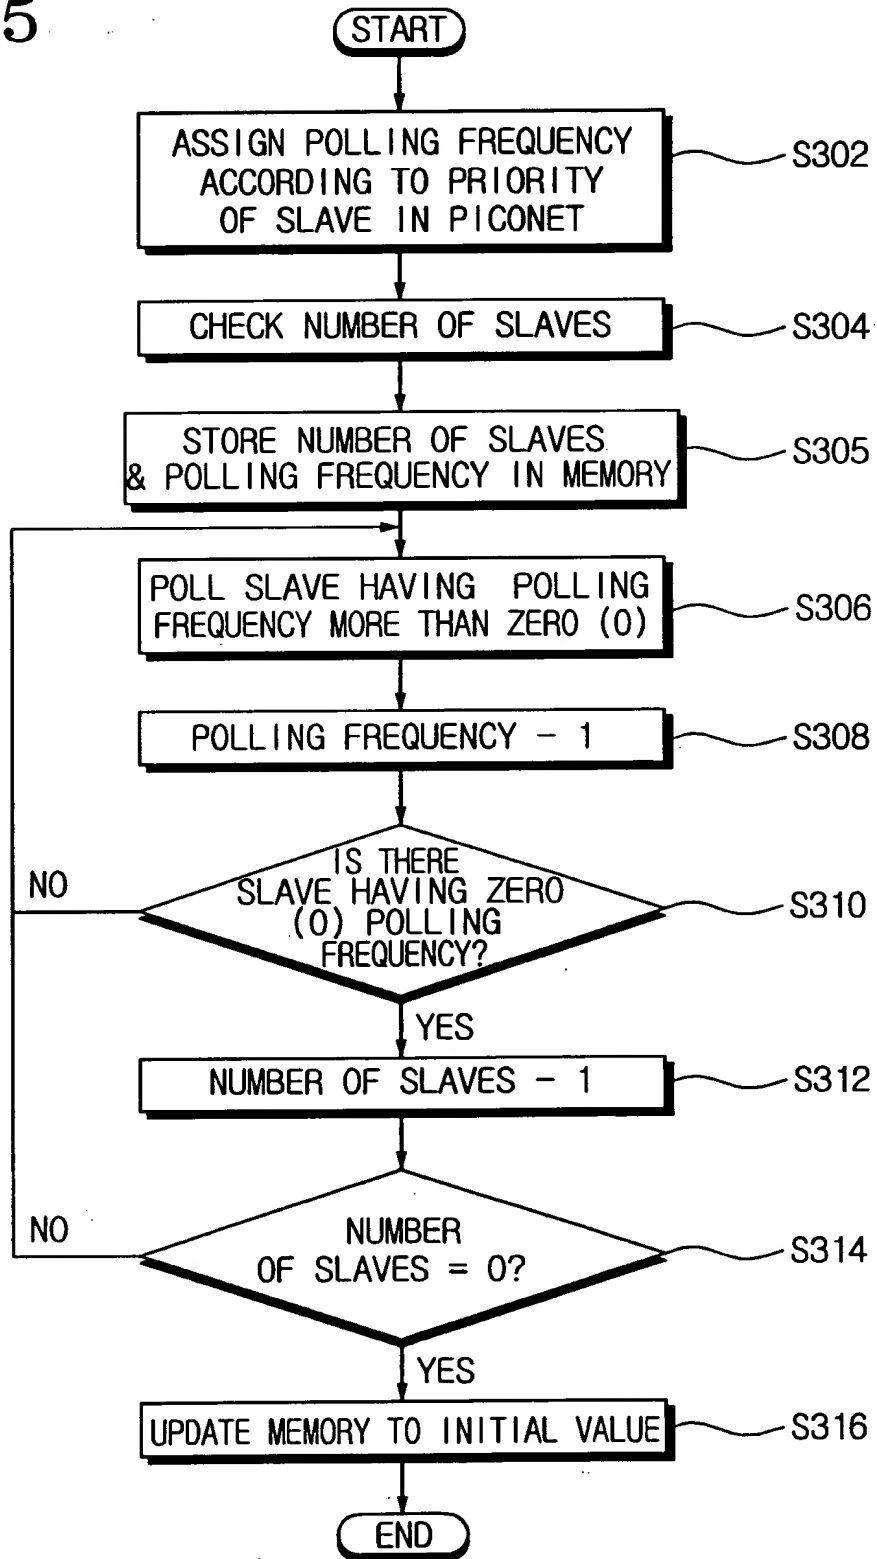 5
START
ASSIGN POLLING FREQUENCY
ACCORDING TO PRIORITY
OF SLAVE IN PICONET
S302
CHECK NUMBER OF SLAVES
S304
STORE NUMBER OF SLAVES
& POLLING FREQUENCY IN MEMORY
S305
POLL SLAVE HAVING POLLING
FREQUENCY MORE THAN ZERO (0)
S306
POLLING FREQUENCY - 1
S308
IS THERE
SLAVE HAVING ZERO
(0) POLLING
FREQUENCY?
NO
S310
YES
NUMBER OF SLAVES - 1
S312
NUMBER
OF SLAVES = 0?
NO
S314
YES
UPDATE MEMORY TO INITIAL VALUE
S316
END